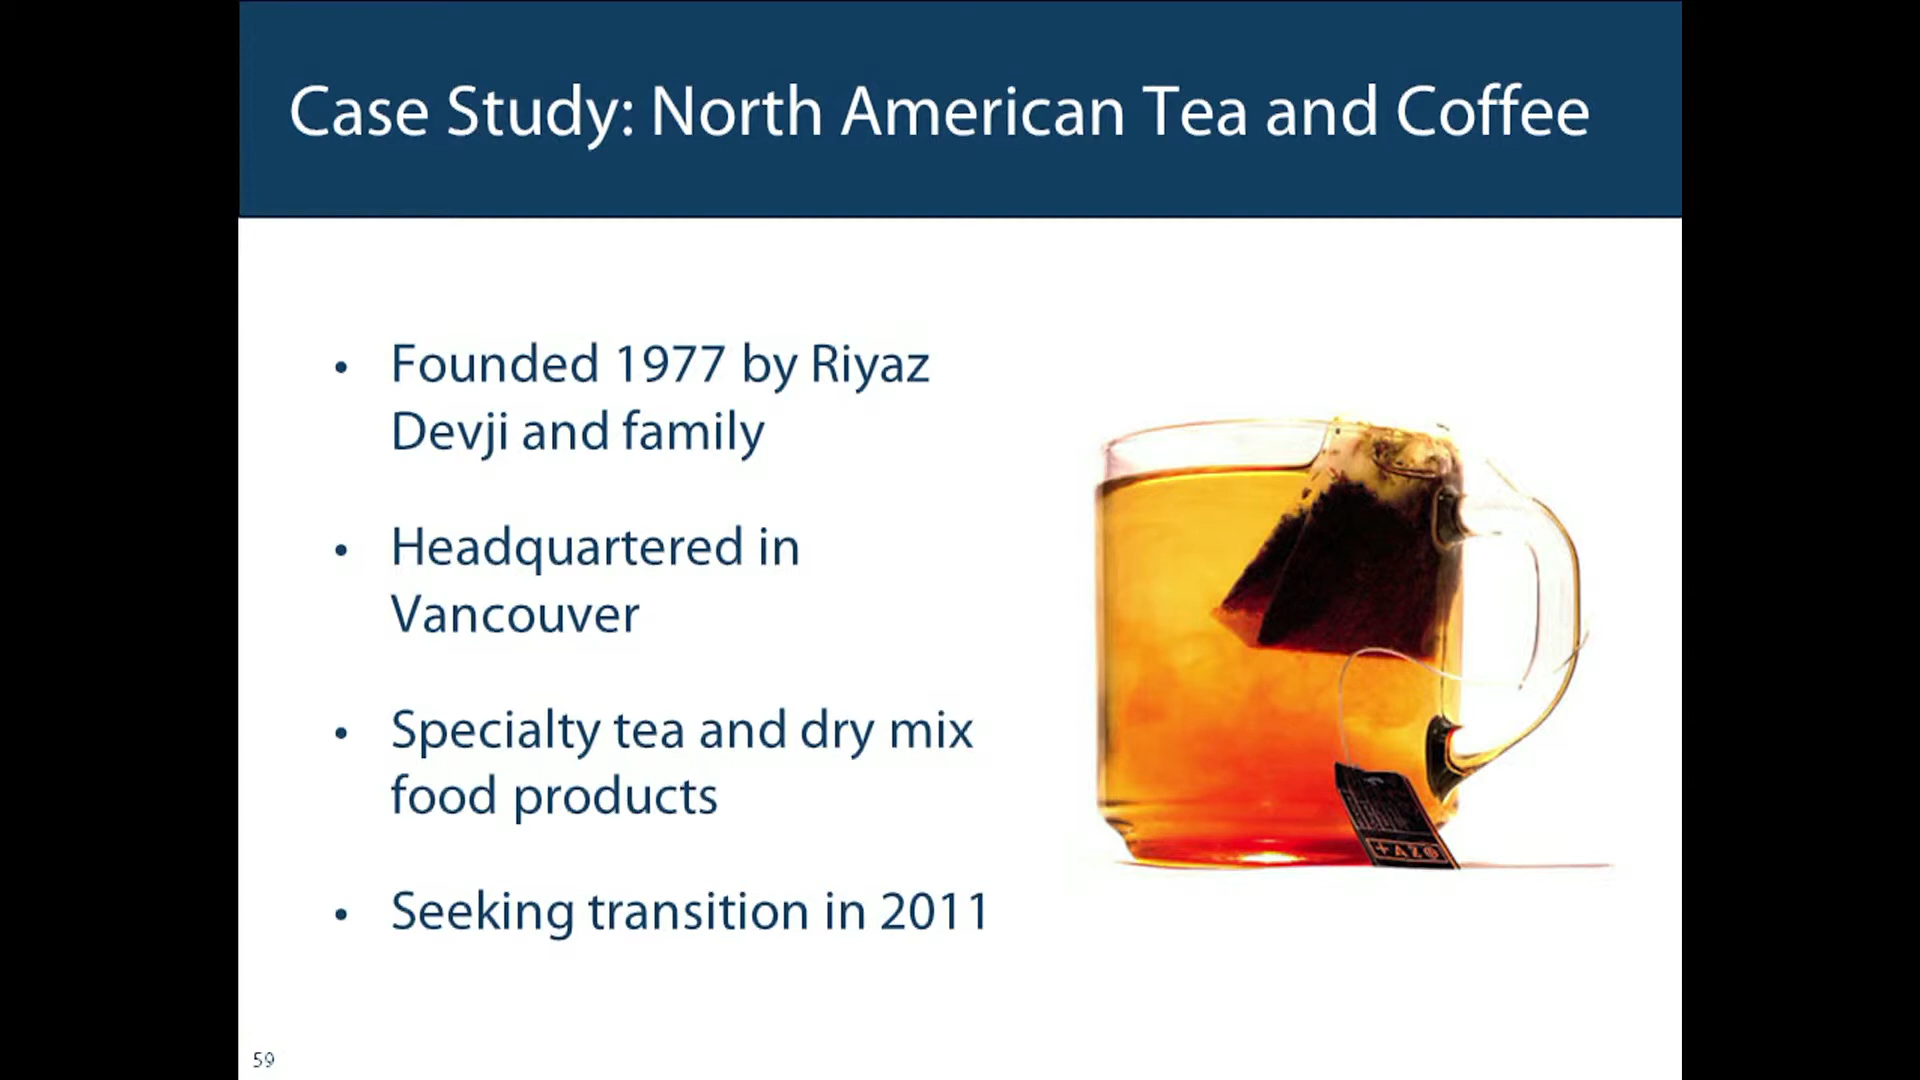 Case Study: North American Tea and Coffee
• Founded 1977 by Riyaz
Devji and family
• Headquartered in
Vancouver
• Specialty tea and dry mix
food products
• Seeking transition in 2011
TAZO
59